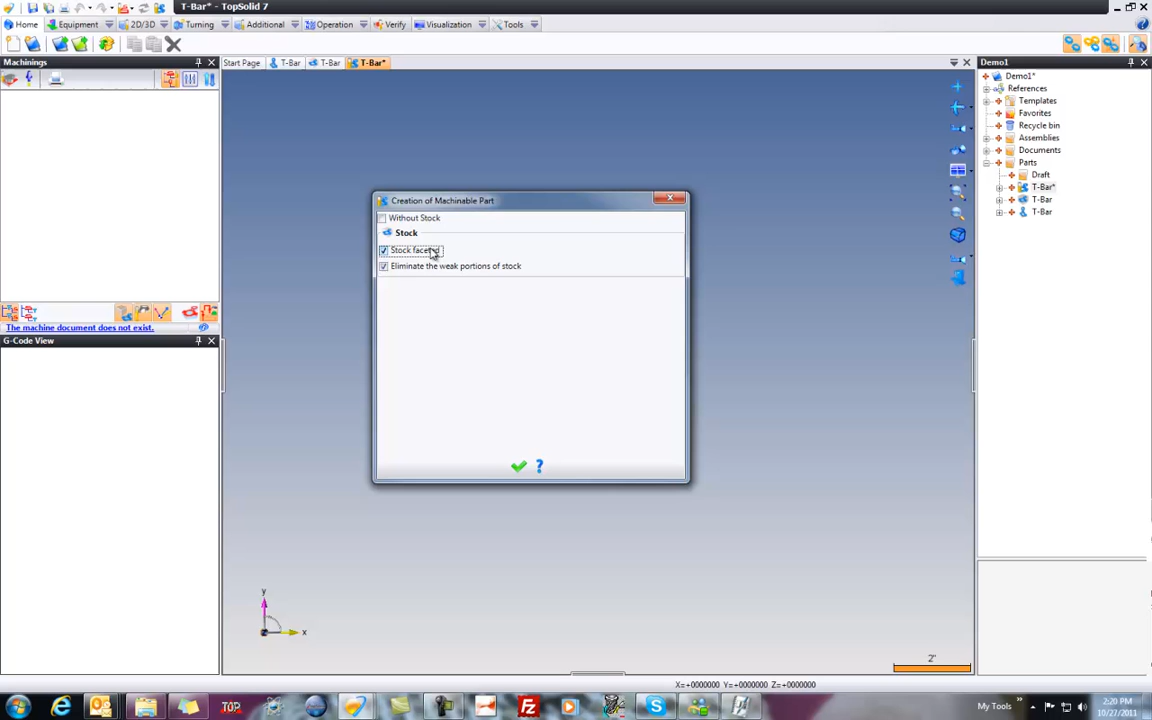 T-Bar* - TopSolid 7
Home Equipment 2D/3D Turning Additional Operation Verify Visualization Tools
Machinings
Start Page T-Bar T-Bar T-Bar*
Demo1
Demo1*
References
Templates
Favorites
Recycle bin
Assemblies
Documents
Parts
Draft
T-Bar*
T-Bar
T-Bar
Creation of Machinable Part
Without Stock
Stock
Eliminate the weak portions of stock
The machine document does not exist.
G-Code View
y
x
2"
X=+0000000 Y=+0000000 Z=+0000000
TOP
My Tools
2:20 PM
10/27/2011